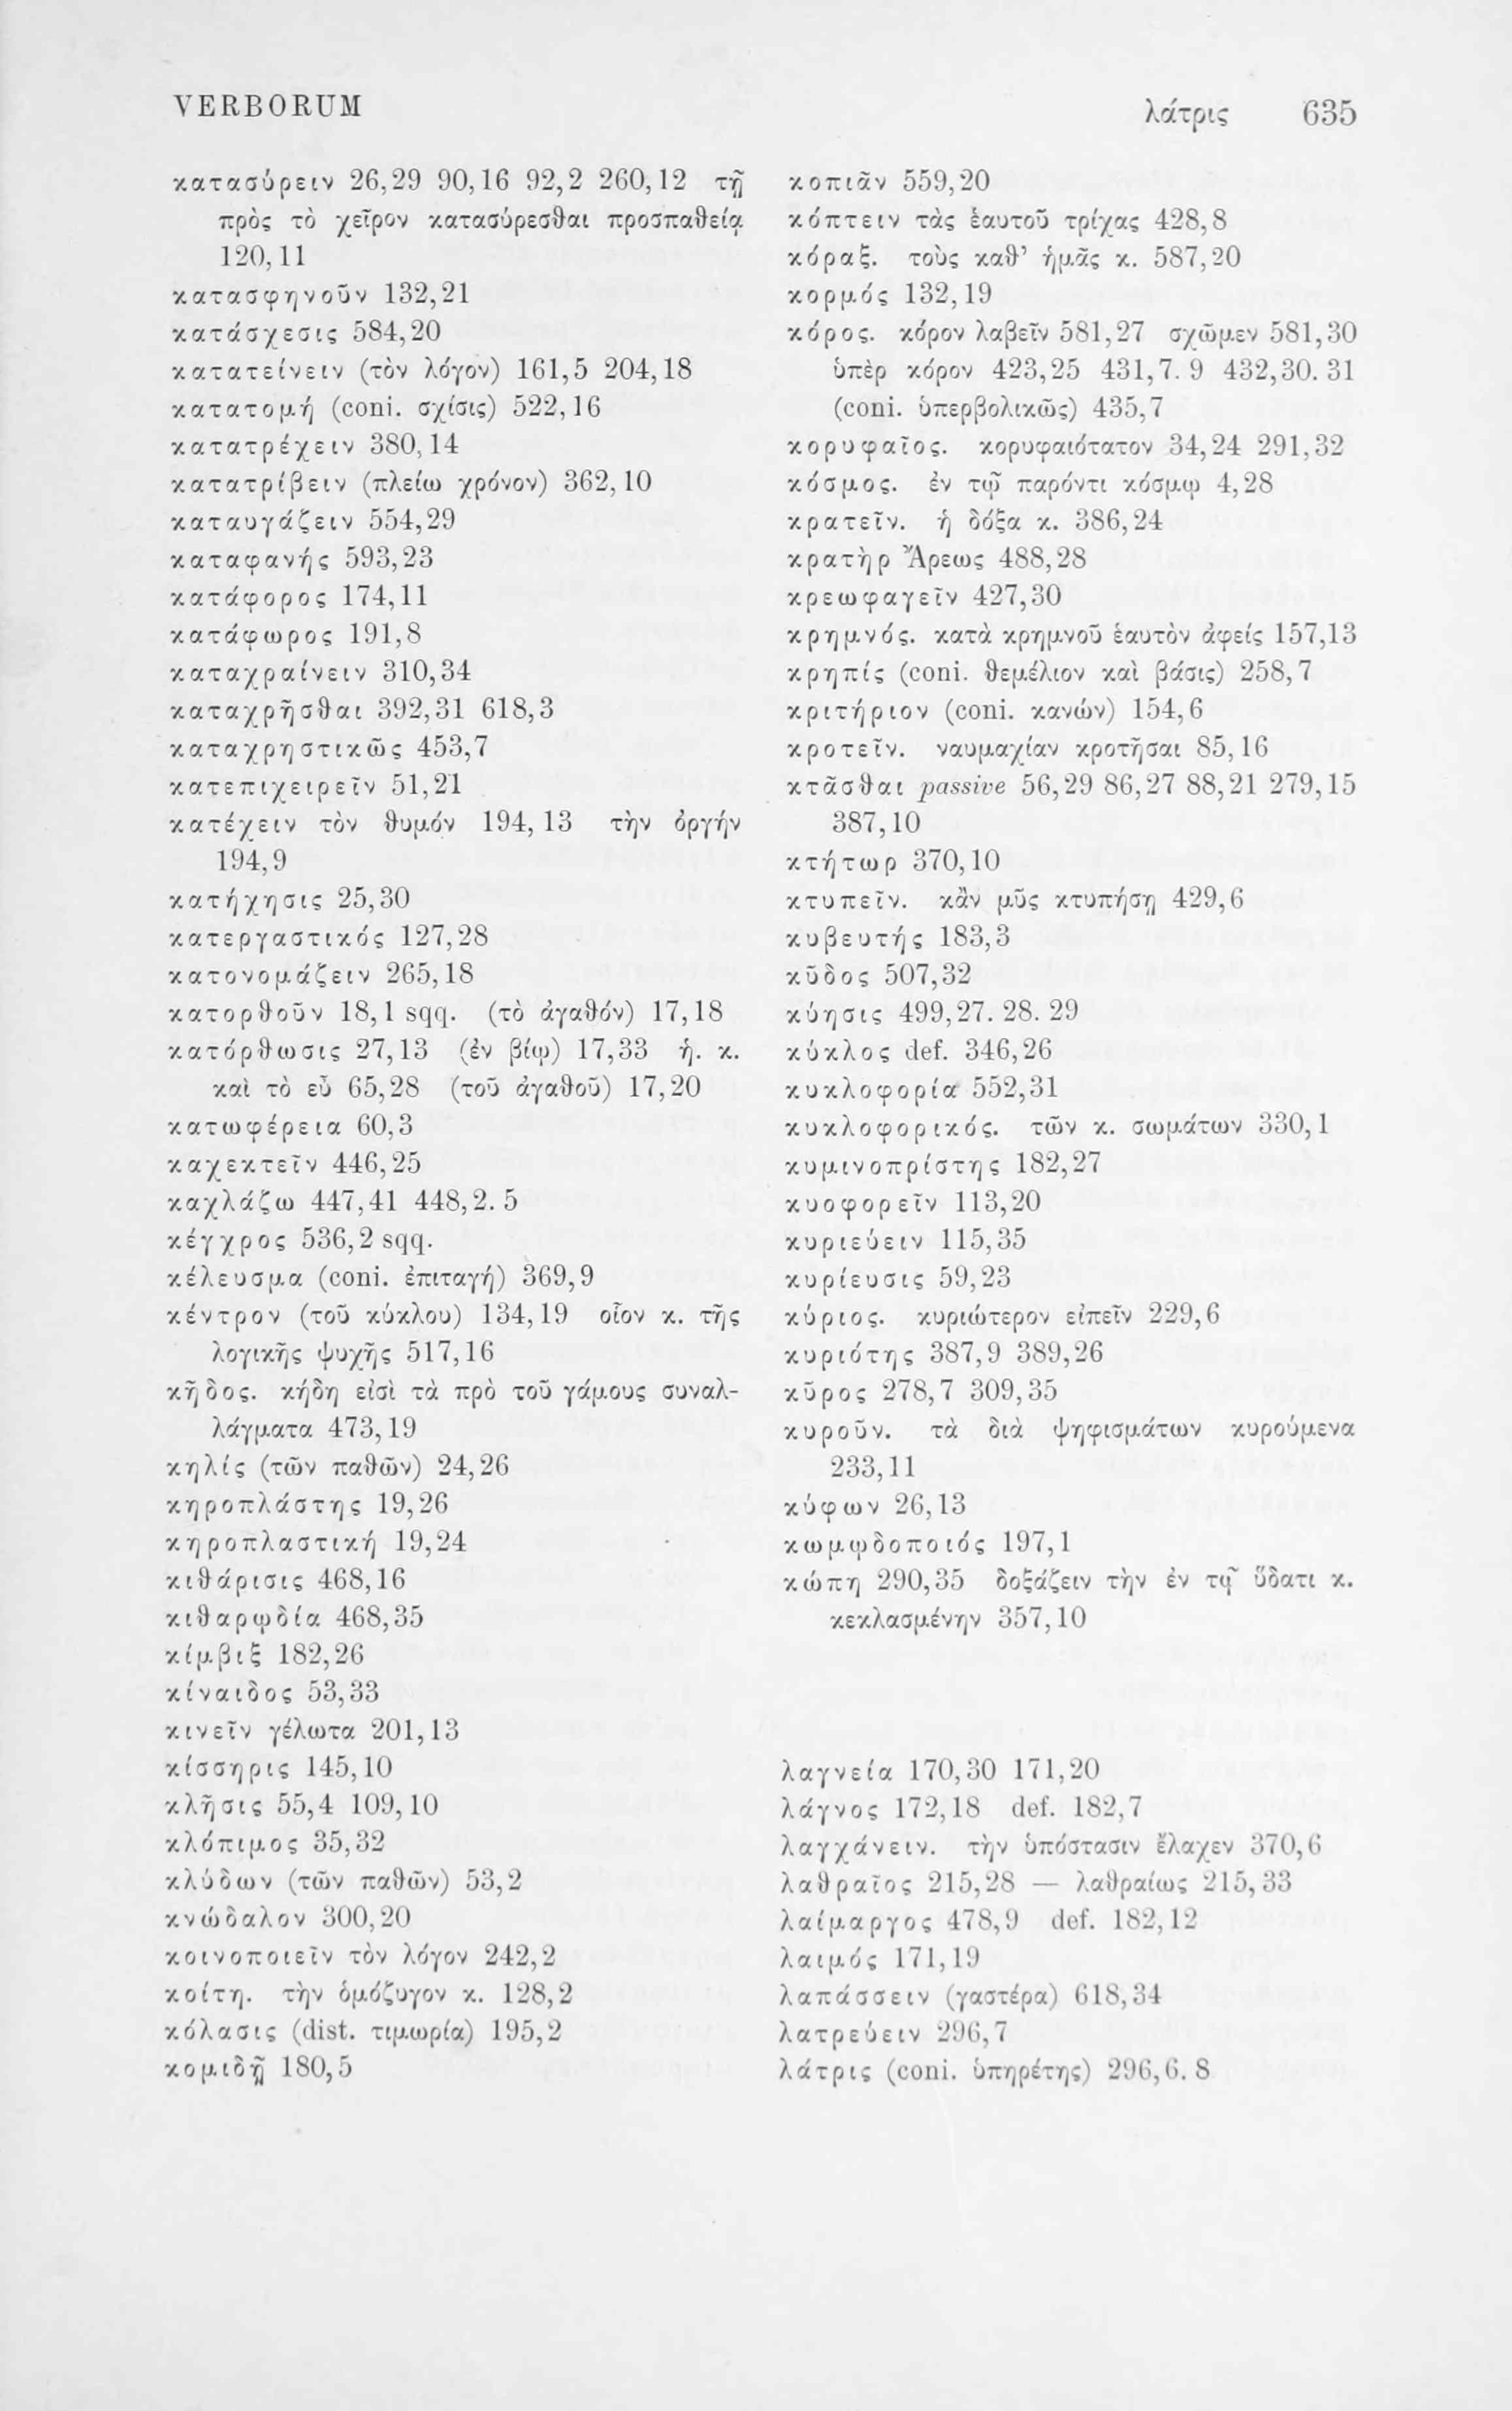 VERBORUM
λάτρις 635
κατασύρειν 26,29 90,16 92,2 260,12 τῇ
πρὸς τὸ χεῖρον κατασύρεσθαι προσπαθείᾳ
120,11
κατασφηνοῦν 132,21
κατάσχεσις 584,20
κατατείνειν (τὸν λόγον) 161,5 204,18
κατατομή (coni. σχίσις) 522,16
κατατρέχειν 380,14
κατατρίβειν (πλείω χρόνον) 362,10
καταυγάζειν 554,29
καταφανής 593,23
κατάφορος 174,11
κατάφωρος 191,8
καταχραίνειν 310,34
καταχρῆσθαι 392,31 618,3
καταχρηστικῶς 453,7
κατεπιχειρεῖν 51,21
κατέχειν τὸν θυμόν 194,13 τὴν ὀργήν
194,9
κατήχησις 25,30
κατεργαστικός 127,28
κατονομάζειν 265,18
κατορθοῦν 18,1 sqq. (τὸ ἀγαθόν) 17,18
κατόρθωσις 27,13 (ἐν βίῳ) 17,33 ἡ. κ.
καὶ τὸ εὖ 65,28 (τοῦ ἀγαθοῦ) 17,20
κατωφέρεια 60,3
καχεκτεῖν 446,25
καχλάζω 447,41 448,2. 5
κέγχρος 536,2 sqq.
κέλευσμα (coni. ἐπιταγή) 369,9
κέντρον (τοῦ κύκλου) 134,19 οἷον κ. τῆς
λογικῆς ψυχῆς 517,16
κῆδος. κήδη εἰσὶ τὰ πρὸ τοῦ γάμους συναλ-
λάγματα 473,19
κηλίς (τῶν παθῶν) 24,26
κηροπλάστης 19,26
κηροπλαστική 19,24
κιθάρισις 468,16
κιθαρῳδία 468,35
κίμβιξ 182,26
κίναιδος 53,33
κινεῖν γέλωτα 201,13
κίσσηρις 145,10
κλῆσις 55,4 109,10
κλόπιμος 35,32
κλύδων (τῶν παθῶν) 53,2
κνώδαλον 300,20
κοινοποιεῖν τὸν λόγον 242,2
κοίτη. τὴν ὁμόζυγον κ. 128,2
κόλασις (dist. τιμωρία) 195,2
κομιδῇ 180,5
κοπιᾶν 559,20
κόπτειν τὰς ἑαυτοῦ τρίχας 428,8
κόραξ. τοὺς καθ’ ἡμᾶς κ. 587,20
κορμός 132,19
κόρος. κόρον λαβεῖν 581,27 σχῶμεν 581,30
ὑπὲρ κόρον 423,25 431,7. 9 432,30. 31
(coni. ὑπερβολικῶς) 435,7
κορυφαῖος. κορυφαιότατον 34,24 291,32
κόσμος. ἐν τῷ παρόντι κόσμῳ 4,28
κρατεῖν. ἡ δόξα κ. 386,24
κρατὴρ Ἄρεως 488,28
κρεωφαγεῖν 427,30
κρημνός. κατὰ κρημνοῦ ἑαυτὸν ἀφείς 157,13
κρηπίς (coni. θεμέλιον καὶ βάσις) 258,7
κριτήριον (coni. κανών) 154,6
κροτεῖν. ναυμαχίαν κροτῆσαι 85,16
κτᾶσθαι passive 56,29 86,27 88,21 279,15
387,10
κτήτωρ 370,10
κτυπεῖν. κἂν μῦς κτυπήσῃ 429,6
κυβευτής 183,3
κῦδος 507,32
κύησις 499,27. 28. 29
κύκλος def. 346,26
κυκλοφορία 552,31
κυκλοφορικός. τῶν κ. σωμάτων 330,1
κυμινοπρίστης 182,27
κυοφορεῖν 113,20
κυριεύειν 115,35
κυρίευσις 59,23
κύριος. κυριώτερον εἰπεῖν 229,6
κυριότης 387,9 389,26
κῦρος 278,7 309,35
κυροῦν. τὰ διὰ ψηφισμάτων κυρούμενα
233,11
κύφων 26,13
κωμῳδοποιός 197,1
κώπη 290,35 δοξάζειν τὴν ἐν τῷ ὕδατι κ.
κεκλασμένην 357,10
λαγνεία 170,30 171,20
λάγνος 172,18 def. 182,7
λαγχάνειν. τὴν ὑπόστασιν ἔλαχεν 370,6
λαθραῖος 215,28 — λαθραίως 215,33
λαίμαργος 478,9 def. 182,12
λαιμός 171,19
λαπάσσειν (γαστέρα) 618,34
λατρεύειν 296,7
λάτρις (coni. ὑπηρέτης) 296,6. 8